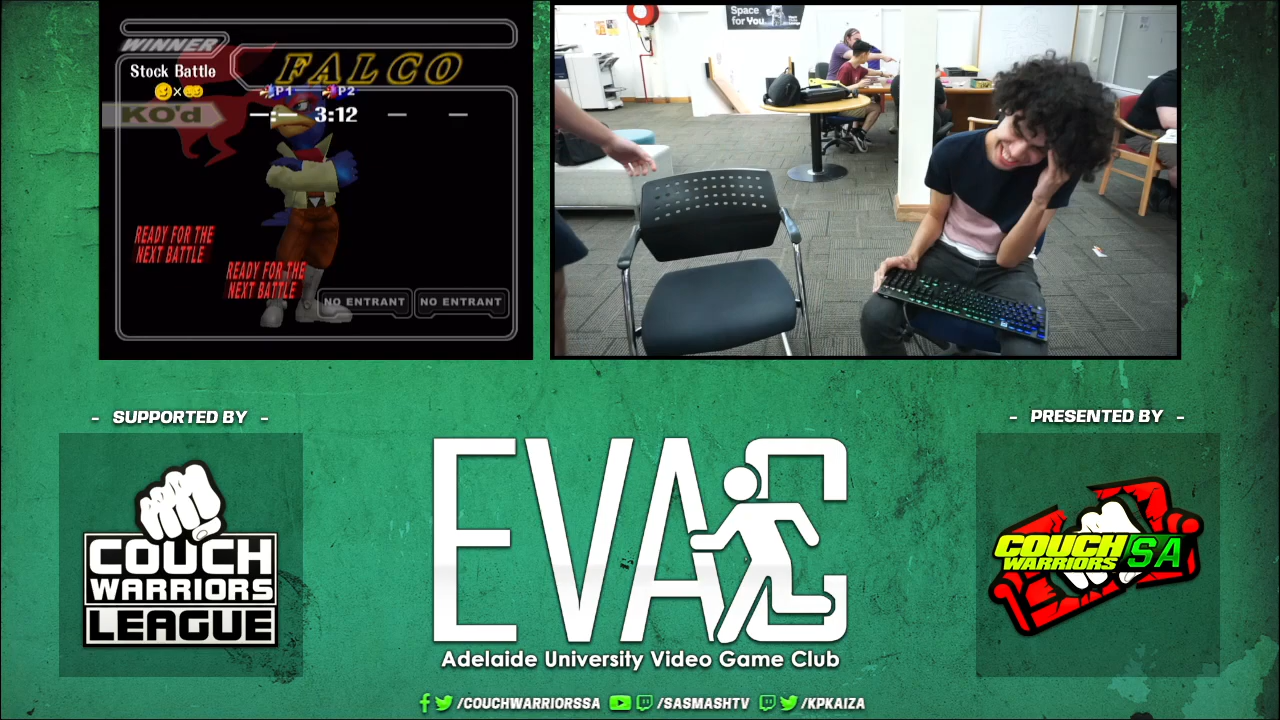 WINNER
Stock Battle
FALCO
P1
P2
KO'd
—:—
3:12
—
—
READY FOR THE
NEXT BATTLE
READY FOR THE
NEXT BATTLE
NO ENTRANT
NO ENTRANT
Space
for You.
- SUPPORTED BY -
COUCH
WARRIORS
LEAGUE
EVAC
Adelaide University Video Game Club
- PRESENTED BY -
COUCH
WARRIORS
SA
/COUCHWARRIORSSA
/SASMASHTV
/KPKAIZA